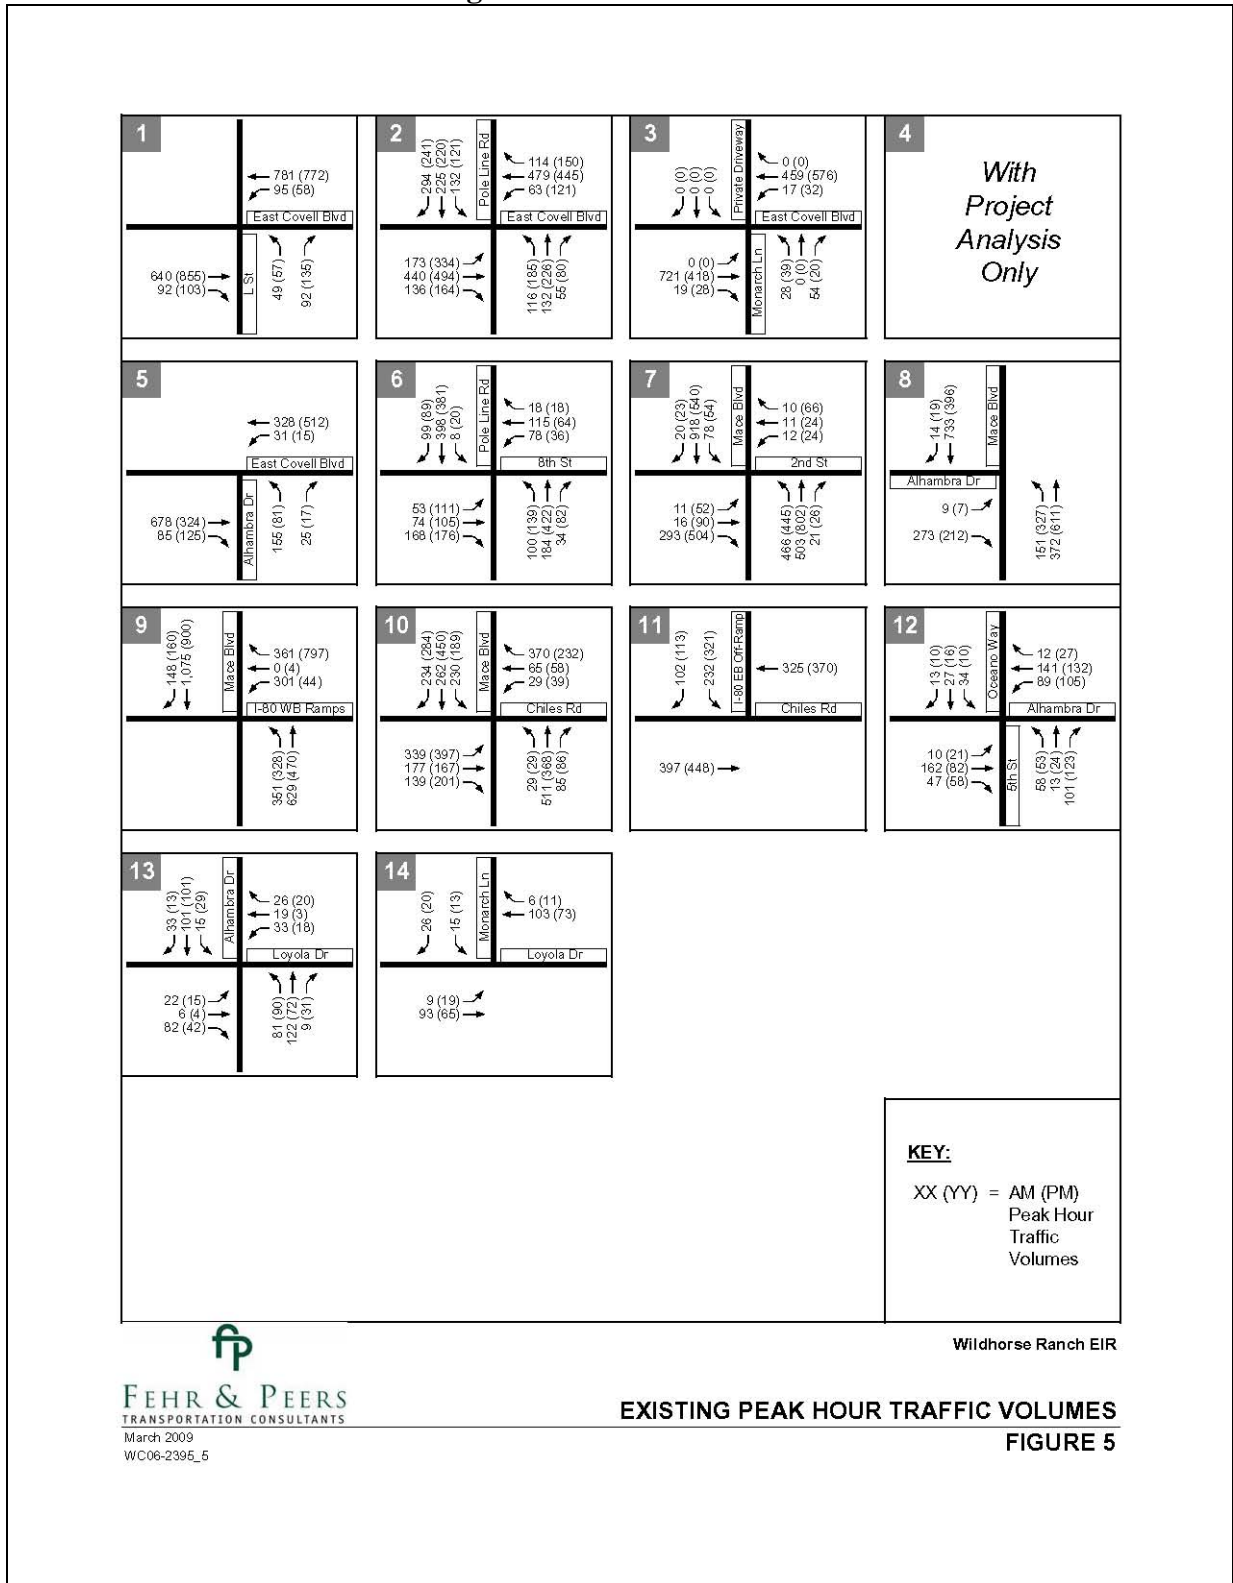 1
781 (772)
95 (58)
East Covell Blvd
L St
640 (855)
92 (103)
49 (57)
92 (135)
2
294 (241)
225 (220)
132 (121)
Pole Line Rd
114 (150)
479 (445)
63 (121)
East Covell Blvd
173 (334)
440 (494)
136 (164)
116 (185)
132 (226)
55 (80)
3
0 (0)
0 (0)
0 (0)
Private Driveway
0 (0)
459 (576)
17 (32)
East Covell Blvd
0 (0)
721 (418)
19 (28)
Monarch Ln
28 (39)
0 (0)
54 (20)
4
With
Project
Analysis
Only
5
328 (512)
31 (15)
East Covell Blvd
678 (324)
85 (125)
Alhambra Dr
155 (81)
25 (17)
6
99 (89)
398 (381)
8 (20)
Pole Line Rd
18 (18)
115 (64)
78 (36)
8th St
53 (111)
74 (105)
168 (176)
100 (139)
184 (422)
34 (82)
7
20 (23)
918 (540)
78 (54)
Mace Blvd
10 (66)
11 (24)
12 (24)
2nd St
11 (52)
16 (90)
293 (504)
466 (445)
503 (802)
21 (26)
8
14 (19)
733 (396)
Mace Blvd
Alhambra Dr
9 (7)
273 (212)
151 (327)
372 (611)
9
148 (160)
1,075 (900)
Mace Blvd
361 (797)
0 (4)
301 (44)
I-80 WB Ramps
351 (328)
629 (470)
10
234 (284)
262 (450)
230 (189)
Mace Blvd
370 (232)
65 (58)
29 (39)
Chiles Rd
339 (397)
177 (167)
139 (201)
29 (29)
511 (368)
85 (86)
11
102 (113)
232 (321)
I-80 EB Off-Ramp
325 (370)
Chiles Rd
397 (448)
12
13 (10)
27 (16)
34 (10)
Oceano Way
12 (27)
141 (132)
89 (105)
Alhambra Dr
10 (21)
162 (82)
47 (58)
5th St
58 (53)
13 (24)
101 (123)
13
33 (13)
101 (101)
15 (29)
Alhambra Dr
26 (20)
19 (3)
33 (18)
Loyola Dr
22 (15)
6 (4)
82 (42)
81 (90)
122 (72)
9 (31)
14
26 (20)
15 (13)
Monarch Ln
6 (11)
103 (73)
Loyola Dr
9 (19)
93 (65)
KEY:
XX (YY) = AM (PM)
Peak Hour
Traffic
Volumes
fp
FEHR & PEERS
TRANSPORTATION CONSULTANTS
March 2009
WC06-2395_5
Wildhorse Ranch EIR
EXISTING PEAK HOUR TRAFFIC VOLUMES
FIGURE 5